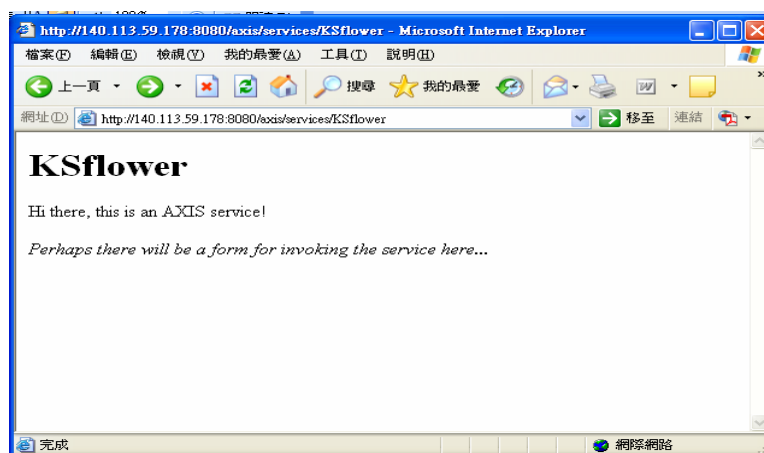 http://140.113.59.178:8080/axis/services/KSflower - Microsoft Internet Explorer
檔案(F) 編輯(E) 檢視(V) 我的最愛(A) 工具(T) 說明(H)
上一頁 搜尋 我的最愛
網址(D) http://140.113.59.178:8080/axis/services/KSflower 移至 連結
KSflower
Hi there, this is an AXIS service!
Perhaps there will be a form for invoking the service here...
完成 網際網路